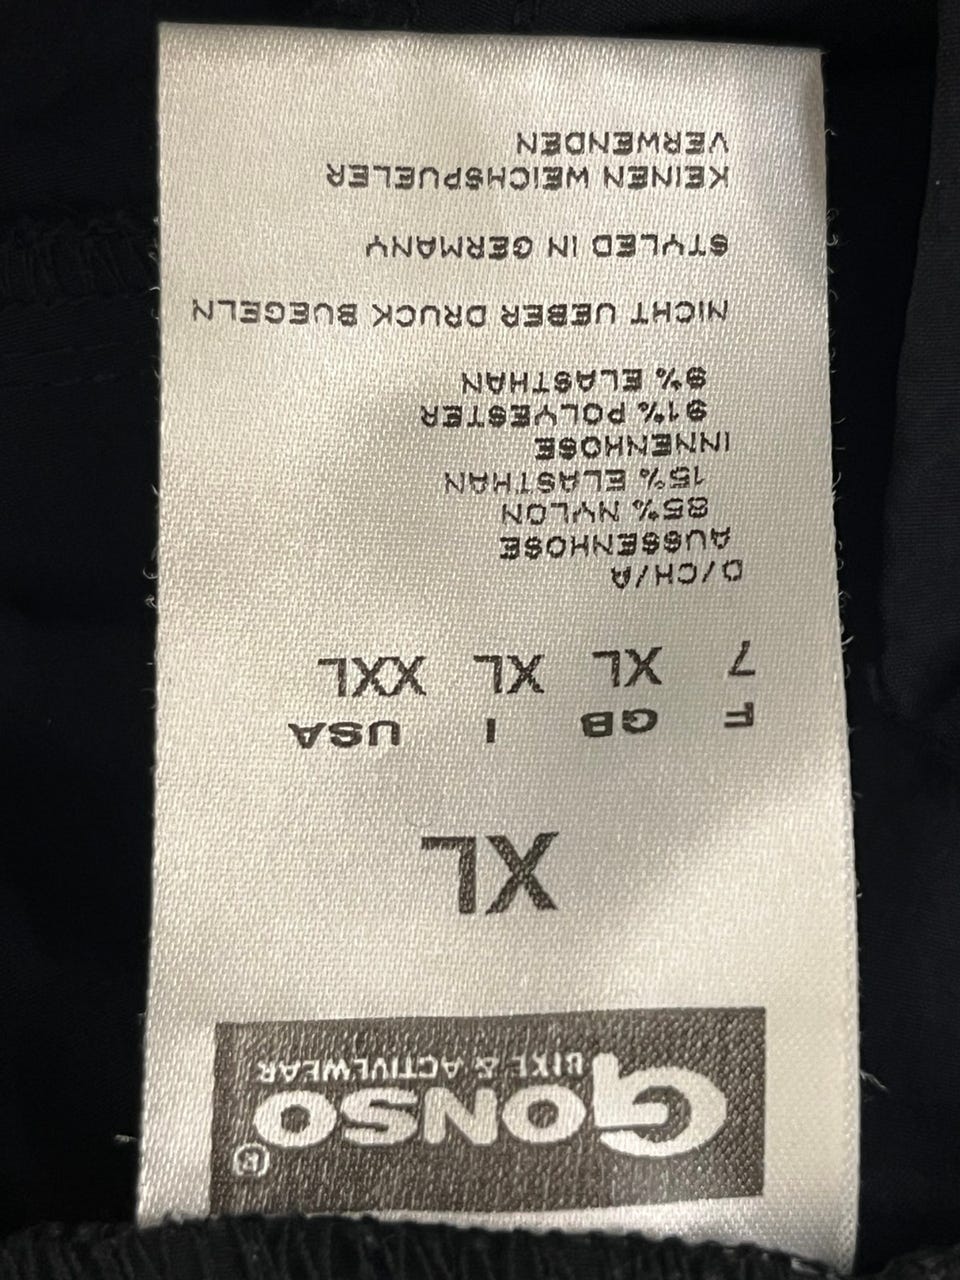 GONSO®
BIKE & ACTIVEWEAR
XL
F GB I USA
7 XL XL XXL
D/CH/A
AUSSENHOSE
85% NYLON
15% ELASTHAN
INNENHOSE
91% POLYESTER
9% ELASTHAN
NICHT UEBER DRUCK BUEGELN
STYLED IN GERMANY
KEINEN WEICHSPUELER
VERWENDEN